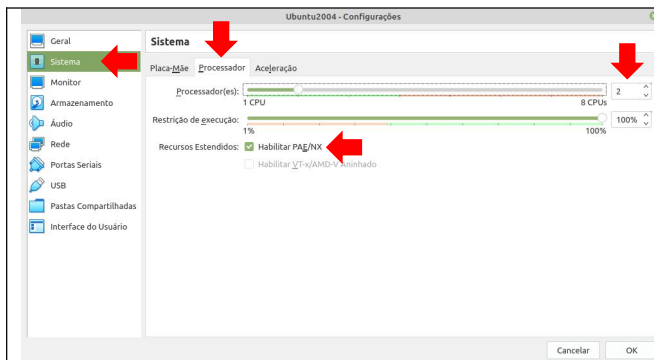 Ubuntu2004 - Configurações
Geral
Sistema
Monitor
Armazenamento
Áudio
Rede
Portas Seriais
USB
Pastas Compartilhadas
Interface do Usuário
Sistema
Placa-Mãe Processador Aceleração
Processador(es): 2
1 CPU 8 CPUs
Restrição de execução: 100%
1% 100%
Recursos Estendidos: Habilitar PAE/NX
Habilitar VT-x/AMD-V Aninhado
Cancelar OK